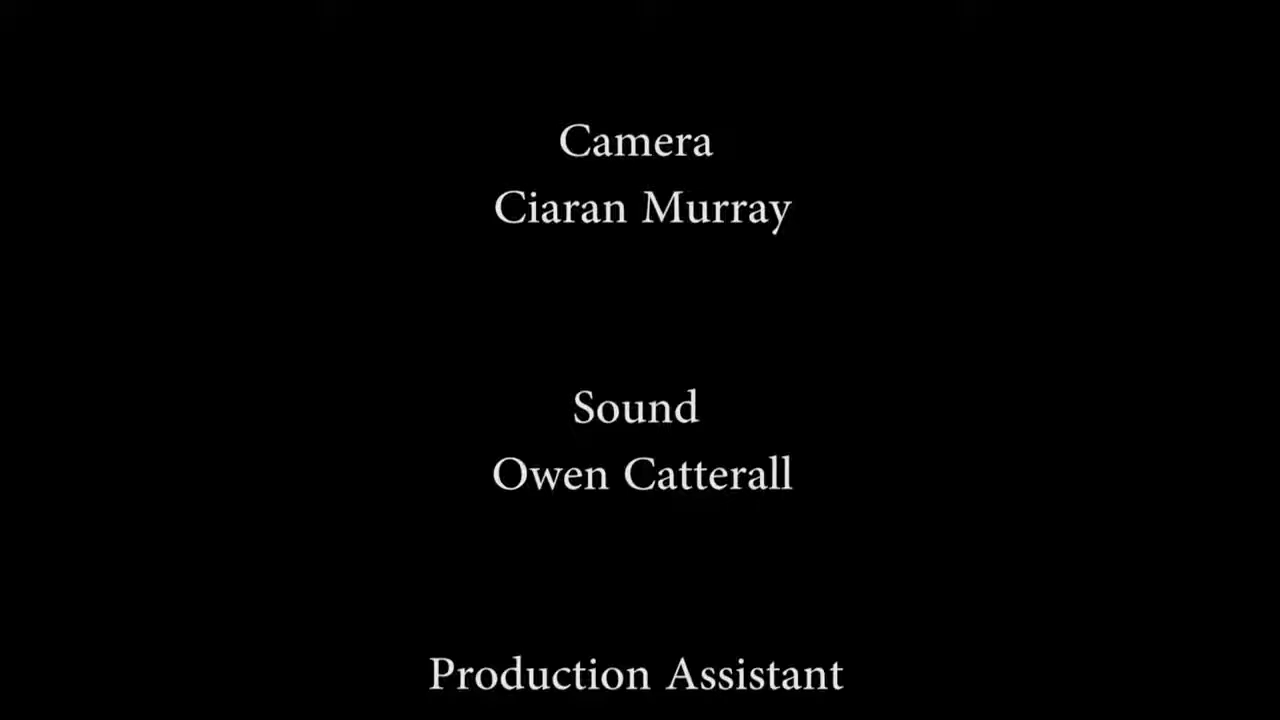 Camera
Ciaran Murray
Sound
Owen Catterall
Production Assistant